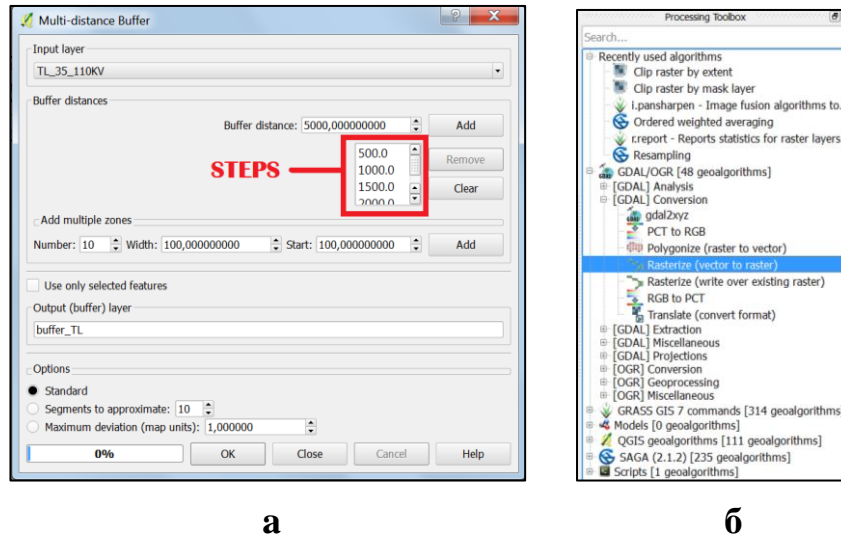 Multi-distance Buffer
Input layer
TL_35_110KV
Buffer distances
Buffer distance: 5000,000000000 Add
STEPS
500.0
1000.0
1500.0
2000.0
Remove
Clear
Add multiple zones
Number: 10 Width: 100,000000000 Start: 100,000000000 Add
Use only selected features
Output (buffer) layer
buffer_TL
Options
Standard
Segments to approximate: 10
Maximum deviation (map units): 1,000000
0% OK Close Cancel Help
а
Processing Toolbox
Search...
Recently used algorithms
Clip raster by extent
Clip raster by mask layer
i.pansharpen - Image fusion algorithms to.
Ordered weighted averaging
r.report - Reports statistics for raster layers
Resampling
GDAL/OGR [48 geoalgorithms]
[GDAL] Analysis
[GDAL] Conversion
gdal2xyz
PCT to RGB
Polygonize (raster to vector)
Rasterize (vector to raster)
Rasterize (write over existing raster)
RGB to PCT
Translate (convert format)
[GDAL] Extraction
[GDAL] Miscellaneous
[GDAL] Projections
[OGR] Conversion
[OGR] Geoprocessing
[OGR] Miscellaneous
GRASS GIS 7 commands [314 geoalgorithms
Models [0 geoalgorithms]
QGIS geoalgorithms [111 geoalgorithms]
SAGA (2.1.2) [235 geoalgorithms]
Scripts [1 geoalgorithms]
б